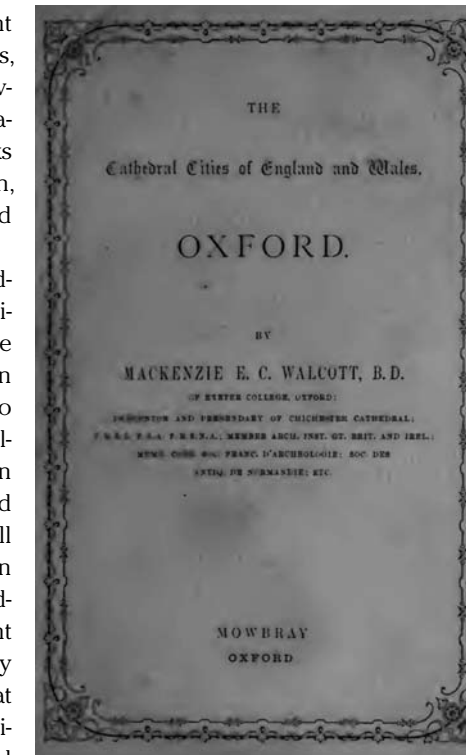 THE
Cathedral Cities of England and Wales.
OXFORD.
BY
MACKENZIE E. C. WALCOTT, B.D.
OF EXETER COLLEGE, OXFORD;
PRECENTOR AND PREBENDARY OF CHICHESTER CATHEDRAL;
MEMBER ARCH. INST. GT. BRIT. AND IREL.;
FRANC. D'ARCHEOLOGIE; SOC DES
ANTIQ. DE NORMANDIE; ETC.
MOWBRAY
OXFORD